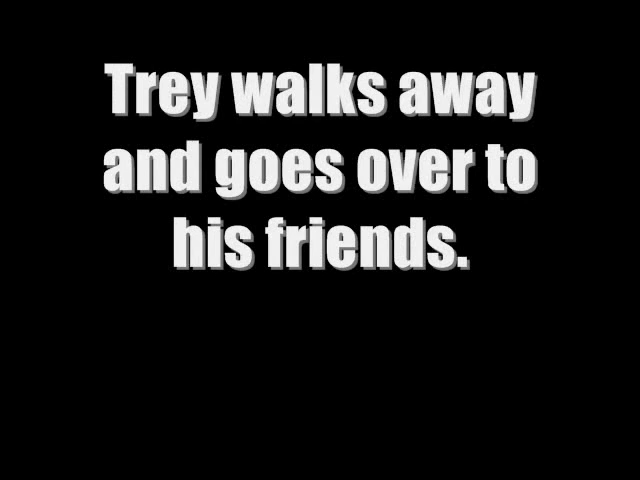 Trey walks away
and goes over to
his friends.